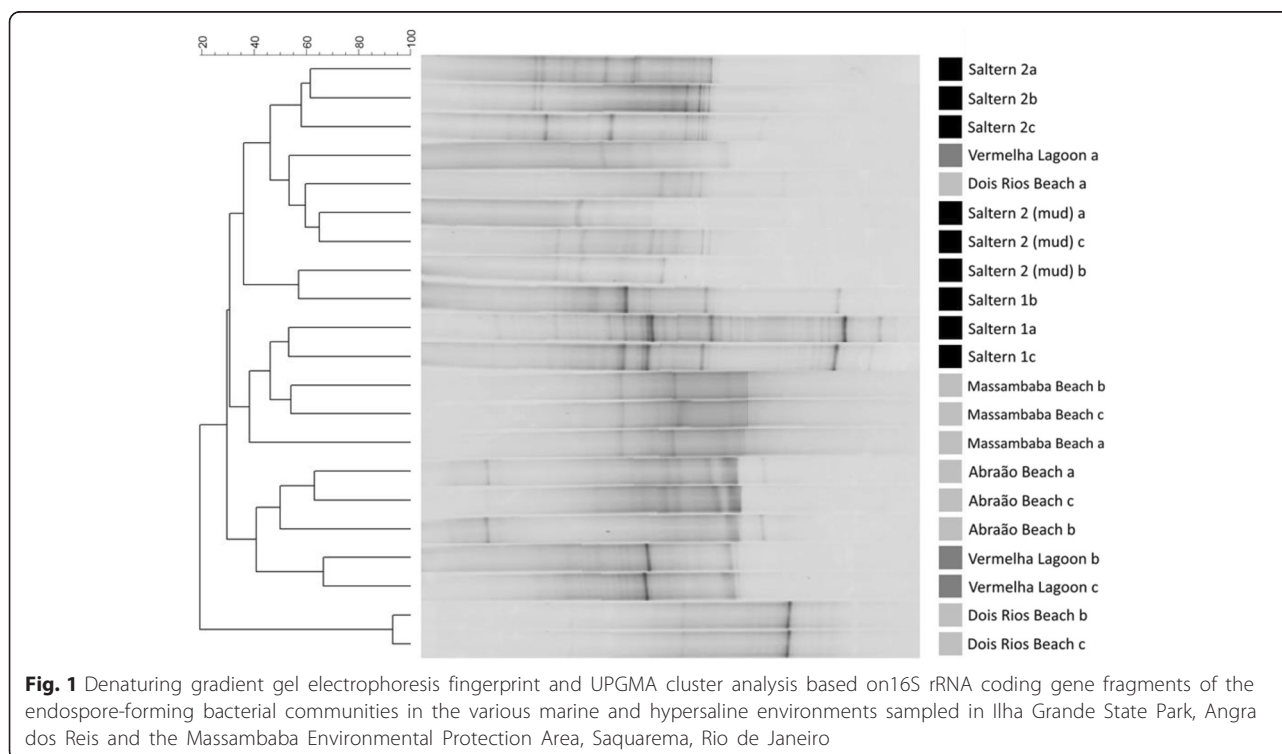 20 40 60 80 100
Saltern 2a
Saltern 2b
Saltern 2c
Vermelha Lagoon a
Dois Rios Beach a
Saltern 2 (mud) a
Saltern 2 (mud) c
Saltern 2 (mud) b
Saltern 1b
Saltern 1a
Saltern 1c
Massambaba Beach b
Massambaba Beach c
Massambaba Beach a
Abraão Beach a
Abraão Beach c
Abraão Beach b
Vermelha Lagoon b
Vermelha Lagoon c
Dois Rios Beach b
Dois Rios Beach c
Fig. 1 Denaturing gradient gel electrophoresis fingerprint and UPGMA cluster analysis based on16S rRNA coding gene fragments of the
endospore-forming bacterial communities in the various marine and hypersaline environments sampled in Ilha Grande State Park, Angra
dos Reis and the Massambaba Environmental Protection Area, Saquarema, Rio de Janeiro